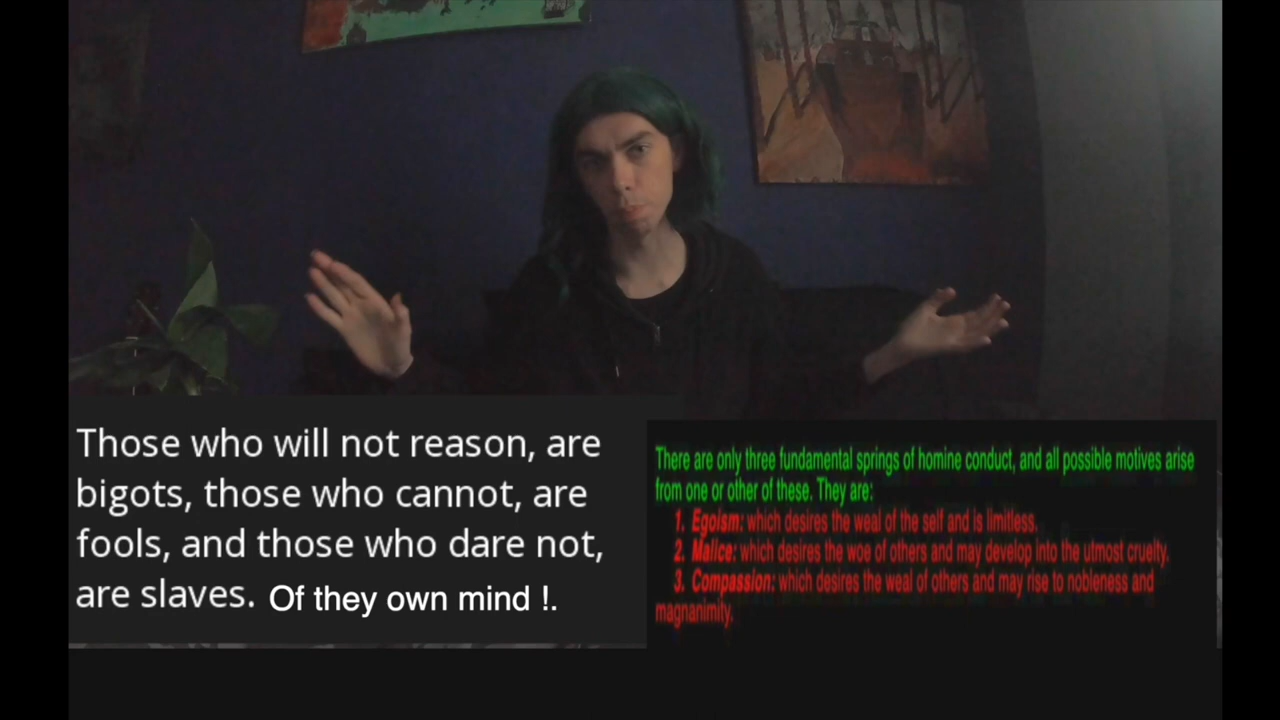 Those who will not reason, are
bigots, those who cannot, are
fools, and those who dare not,
are slaves. Of they own mind !.
There are only three fundamental springs of homine conduct, and all possible motives arise
from one or other of these. They are:
1. Egoism: which desires the weal of the self and is limitless.
2. Malice: which desires the woe of others and may develop into the utmost cruelty.
3. Compassion: which desires the weal of others and may rise to nobleness and
magnanimity.